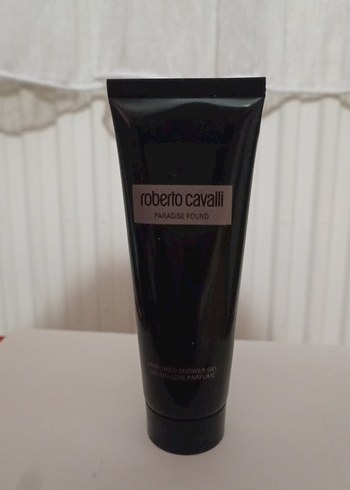 roberto cavalli
PARADISE FOUND
PERFUMED SHOWER GEL
GEL DOUCHE PARFUMÉ